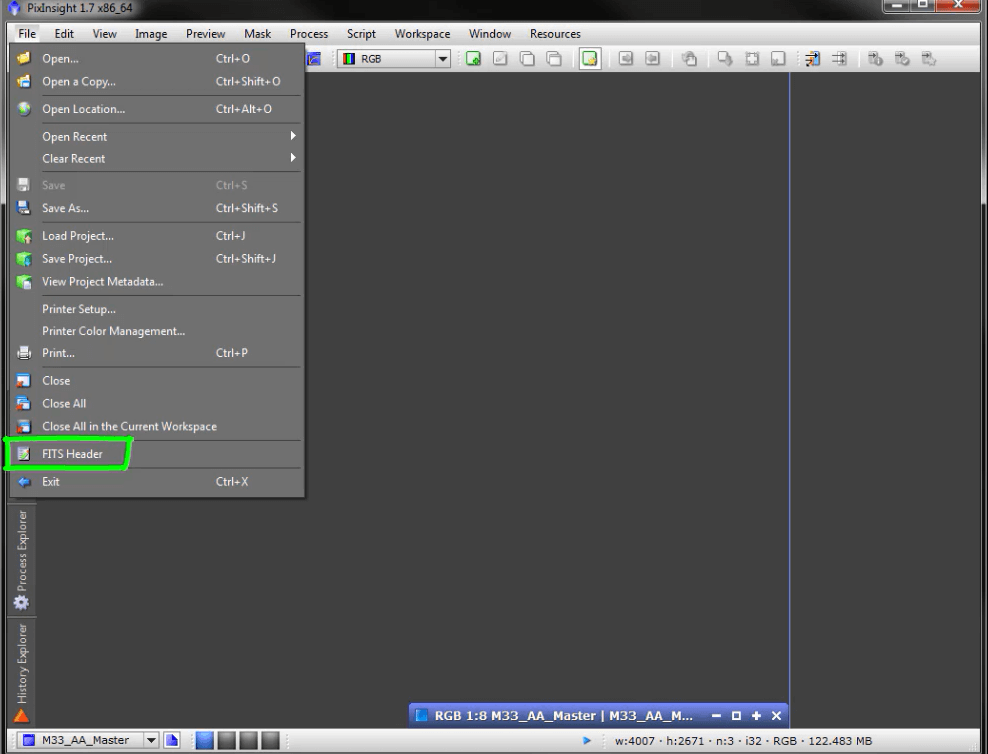 PixInsight 1.7 x86_64
File Edit View Image Preview Mask Process Script Workspace Window Resources
RGB
Open... Ctrl+O
Open a Copy... Ctrl+Shift+O
Open Location... Ctrl+Alt+O
Open Recent
Clear Recent
Save Ctrl+S
Save As... Ctrl+Shift+S
Load Project... Ctrl+J
Save Project... Ctrl+Shift+J
View Project Metadata...
Printer Setup...
Printer Color Management...
Print... Ctrl+P
Close
Close All
Close All in the Current Workspace
FITS Header
Exit Ctrl+X
Process Explorer
History Explorer
RGB 1:8 M33_AA_Master | M33_AA_M...
M33_AA_Master
w:4007 · h:2671 · n:3 · i32 · RGB · 122.483 MB